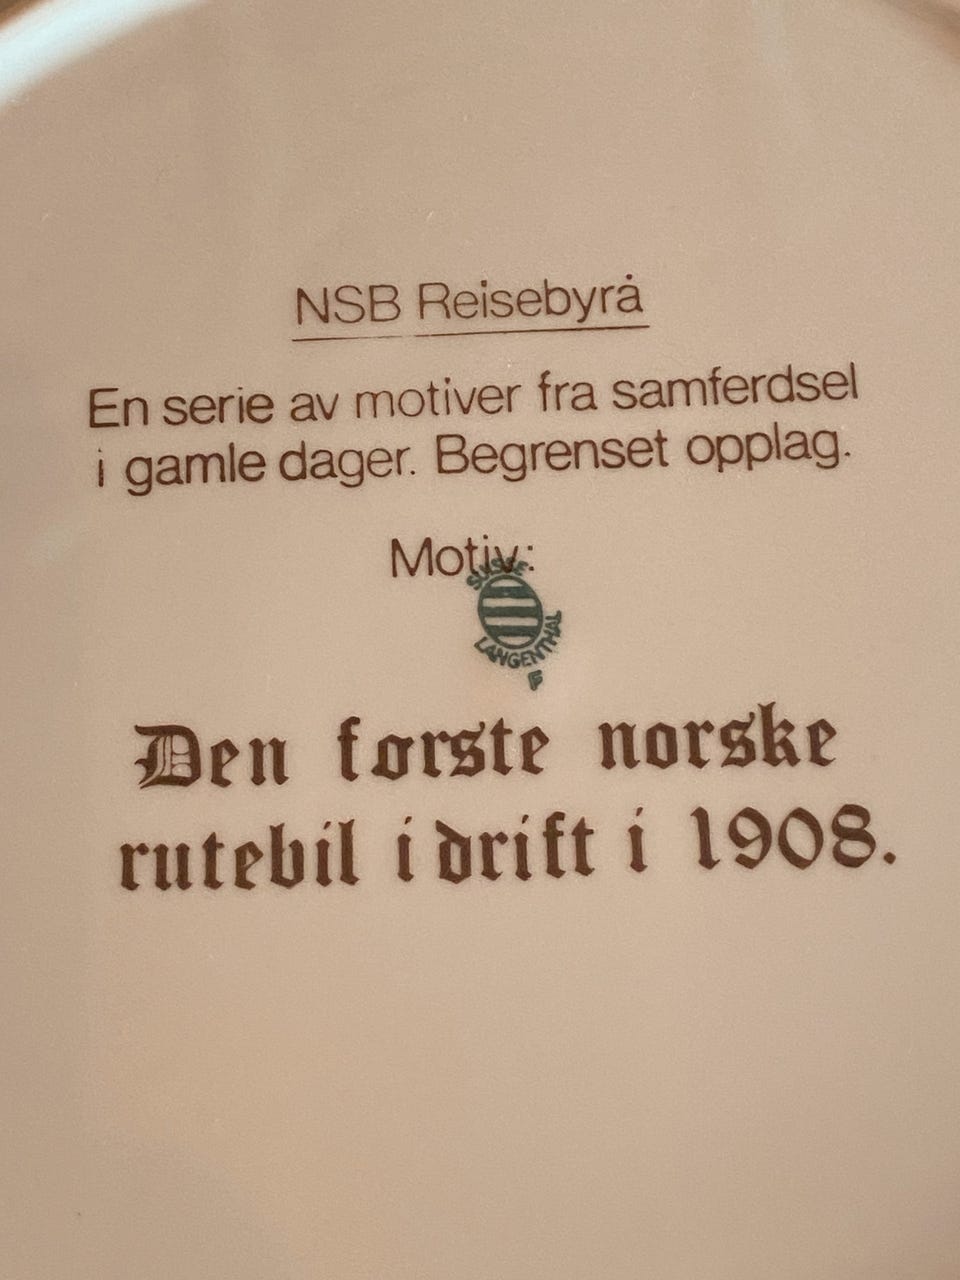 NSB Reisebyrå
En serie av motiver fra samferdsel
i gamle dager. Begrenset opplag.
Motiv:
SUISSE
LANGENTHAL
F
Den første norske
rutebil i drift i 1908.